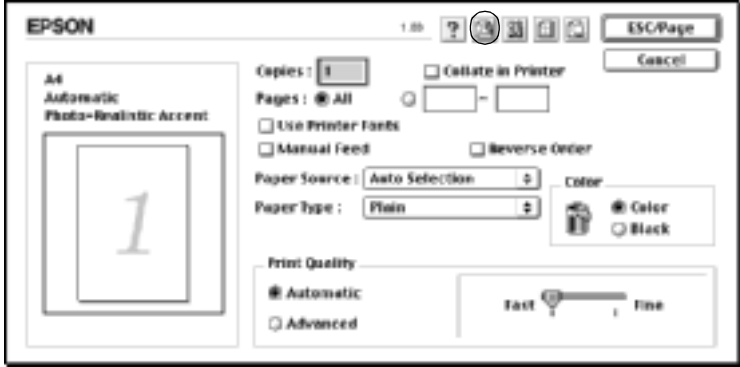 EPSON
?
ESC/Page
Cancel
A4
Automatic
Photo-Realistic Accent
1
Copies : 1
Collate in Printer
Pages : All
-
Use Printer Fonts
Manual Feed
Reverse Order
Paper Source : Auto Selection
Paper Type : Plain
Color
Color
Black
Print Quality
Automatic
Advanced
Fast
Fine